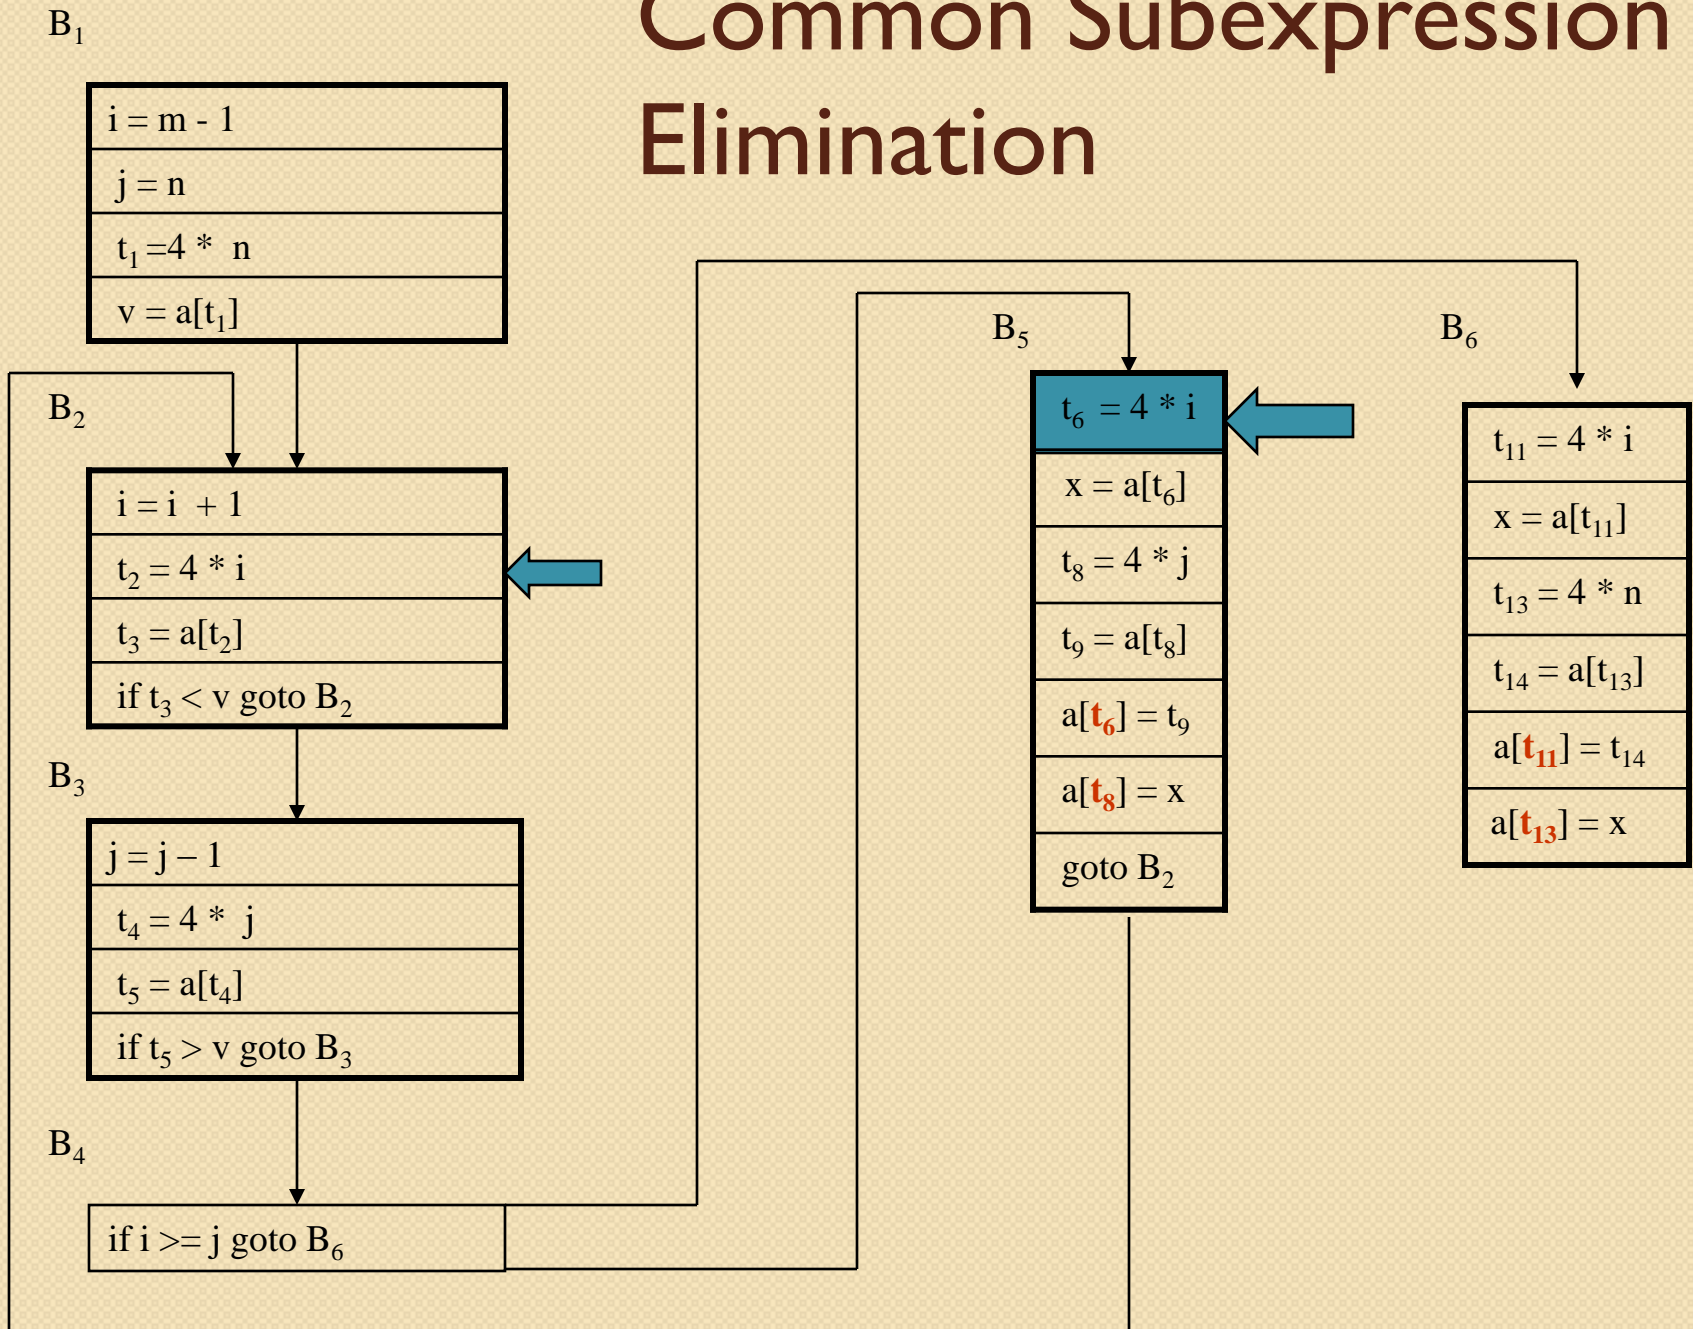 Common Subexpression
Elimination
B₁
i = m - 1
j = n
t₁ =4 * n
v = a[t₁]
B₂
i = i + 1
t₂ = 4 * i
t₃ = a[t₂]
if t₃ < v goto B₂
B₃
j = j – 1
t₄ = 4 * j
t₅ = a[t₄]
if t₅ > v goto B₃
B₄
if i >= j goto B₆
B₅
t₆ = 4 * i
x = a[t₆]
t₈ = 4 * j
t₉ = a[t₈]
a[t₆] = t₉
a[t₈] = x
goto B₂
B₆
t₁₁ = 4 * i
x = a[t₁₁]
t₁₃ = 4 * n
t₁₄ = a[t₁₃]
a[t₁₁] = t₁₄
a[t₁₃] = x